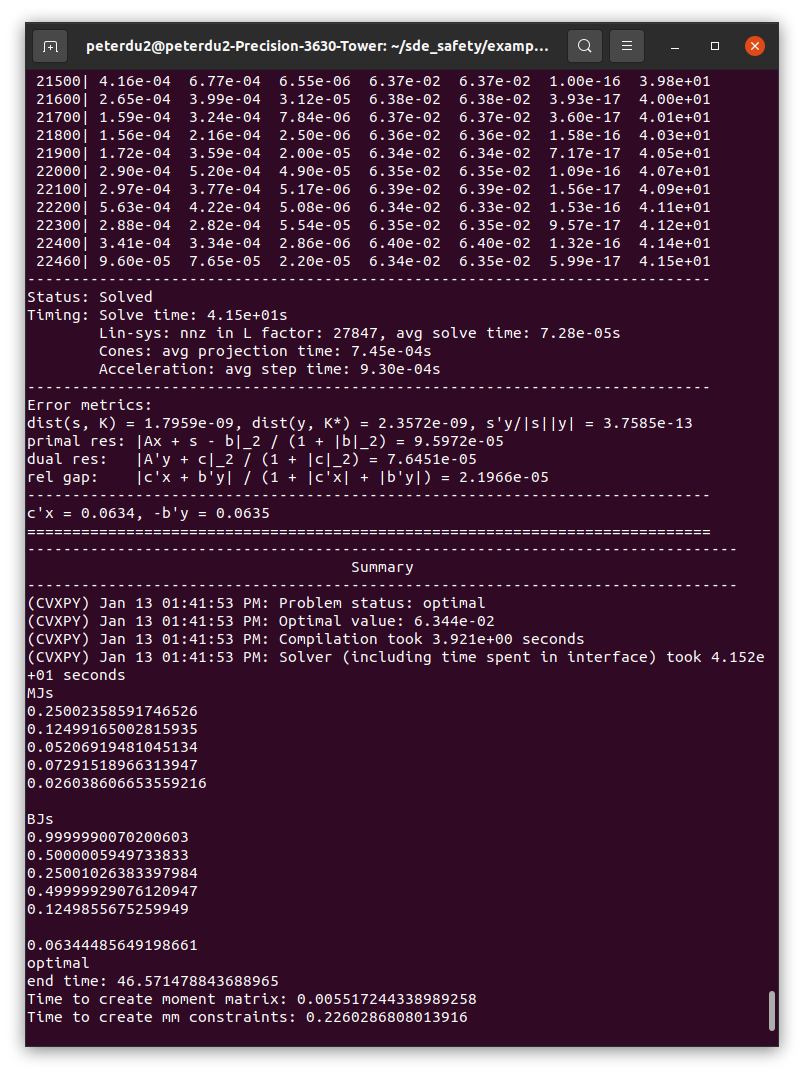 peterdu2@peterdu2-Precision-3630-Tower: ~/sde_safety/examp...
21500| 4.16e-04  6.77e-04  6.55e-06  6.37e-02  6.37e-02  1.00e-16  3.98e+01
21600| 2.65e-04  3.99e-04  3.12e-05  6.38e-02  6.38e-02  3.93e-17  4.00e+01
21700| 1.59e-04  3.24e-04  7.84e-06  6.37e-02  6.37e-02  3.60e-17  4.01e+01
21800| 1.56e-04  2.16e-04  2.50e-06  6.36e-02  6.36e-02  1.58e-16  4.03e+01
21900| 1.72e-04  3.59e-04  2.00e-05  6.34e-02  6.34e-02  7.17e-17  4.05e+01
22000| 2.90e-04  5.20e-04  4.90e-05  6.35e-02  6.35e-02  1.09e-16  4.07e+01
22100| 2.97e-04  3.77e-04  5.17e-06  6.39e-02  6.39e-02  1.56e-17  4.09e+01
22200| 5.63e-04  4.22e-04  5.08e-06  6.34e-02  6.33e-02  1.53e-16  4.11e+01
22300| 2.88e-04  2.82e-04  5.54e-05  6.35e-02  6.35e-02  9.57e-17  4.12e+01
22400| 3.41e-04  3.34e-04  2.86e-06  6.40e-02  6.40e-02  1.32e-16  4.14e+01
22460| 9.60e-05  7.65e-05  2.20e-05  6.34e-02  6.35e-02  5.99e-17  4.15e+01
----------------------------------------------------------------------------
Status: Solved
Timing: Solve time: 4.15e+01s
        Lin-sys: nnz in L factor: 27847, avg solve time: 7.28e-05s
        Cones: avg projection time: 7.45e-04s
        Acceleration: avg step time: 9.30e-04s
----------------------------------------------------------------------------
Error metrics:
dist(s, K) = 1.7959e-09, dist(y, K*) = 2.3572e-09, s'y/|s||y| = 3.7585e-13
primal res: |Ax + s - b|_2 / (1 + |b|_2) = 9.5972e-05
dual res:   |A'y + c|_2 / (1 + |c|_2) = 7.6451e-05
rel gap:    |c'x + b'y| / (1 + |c'x| + |b'y|) = 2.1966e-05
----------------------------------------------------------------------------
c'x = 0.0634, -b'y = 0.0635
============================================================================
-------------------------------------------------------------------------------
                                    Summary
-------------------------------------------------------------------------------
(CVXPY) Jan 13 01:41:53 PM: Problem status: optimal
(CVXPY) Jan 13 01:41:53 PM: Optimal value: 6.344e-02
(CVXPY) Jan 13 01:41:53 PM: Compilation took 3.921e+00 seconds
(CVXPY) Jan 13 01:41:53 PM: Solver (including time spent in interface) took 4.152e
+01 seconds
MJs
0.25002358591746526
0.12499165002815935
0.05206919481045134
0.07291518966313947
0.026038606653559216

BJs
0.9999990070200603
0.5000005949733833
0.25001026383397984
0.49999929076120947
0.1249855675259949

0.06344485649198661
optimal
end time: 46.571478843688965
Time to create moment matrix: 0.005517244338989258
Time to create mm constraints: 0.2260286808013916